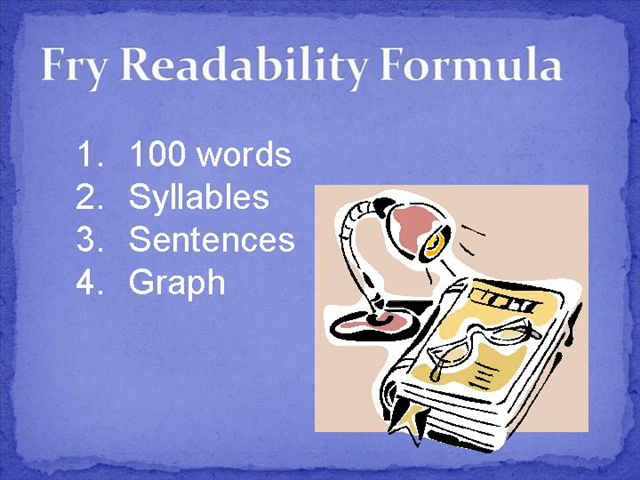 Fry Readability Formula
1. 100 words
2. Syllables
3. Sentences
4. Graph